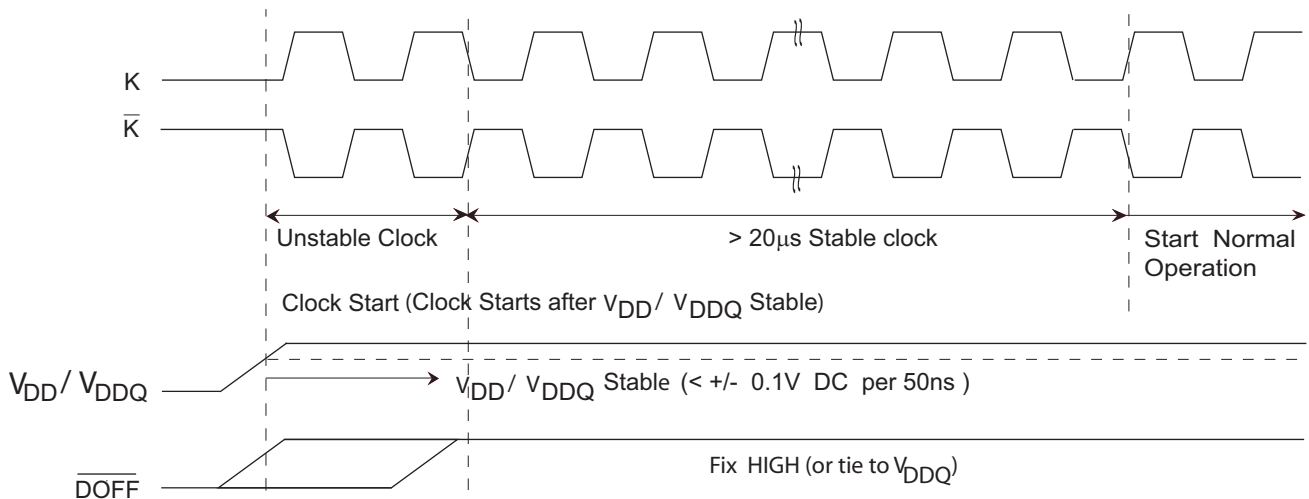 K
K̅
Unstable Clock
> 20μs Stable clock
Start Normal
Operation
Clock Start (Clock Starts after VDD/ VDDQ Stable)
VDD/ VDDQ
VDD/ VDDQ Stable (< +/- 0.1V DC per 50ns )
Fix HIGH (or tie to VDDQ)
D̅O̅F̅F̅